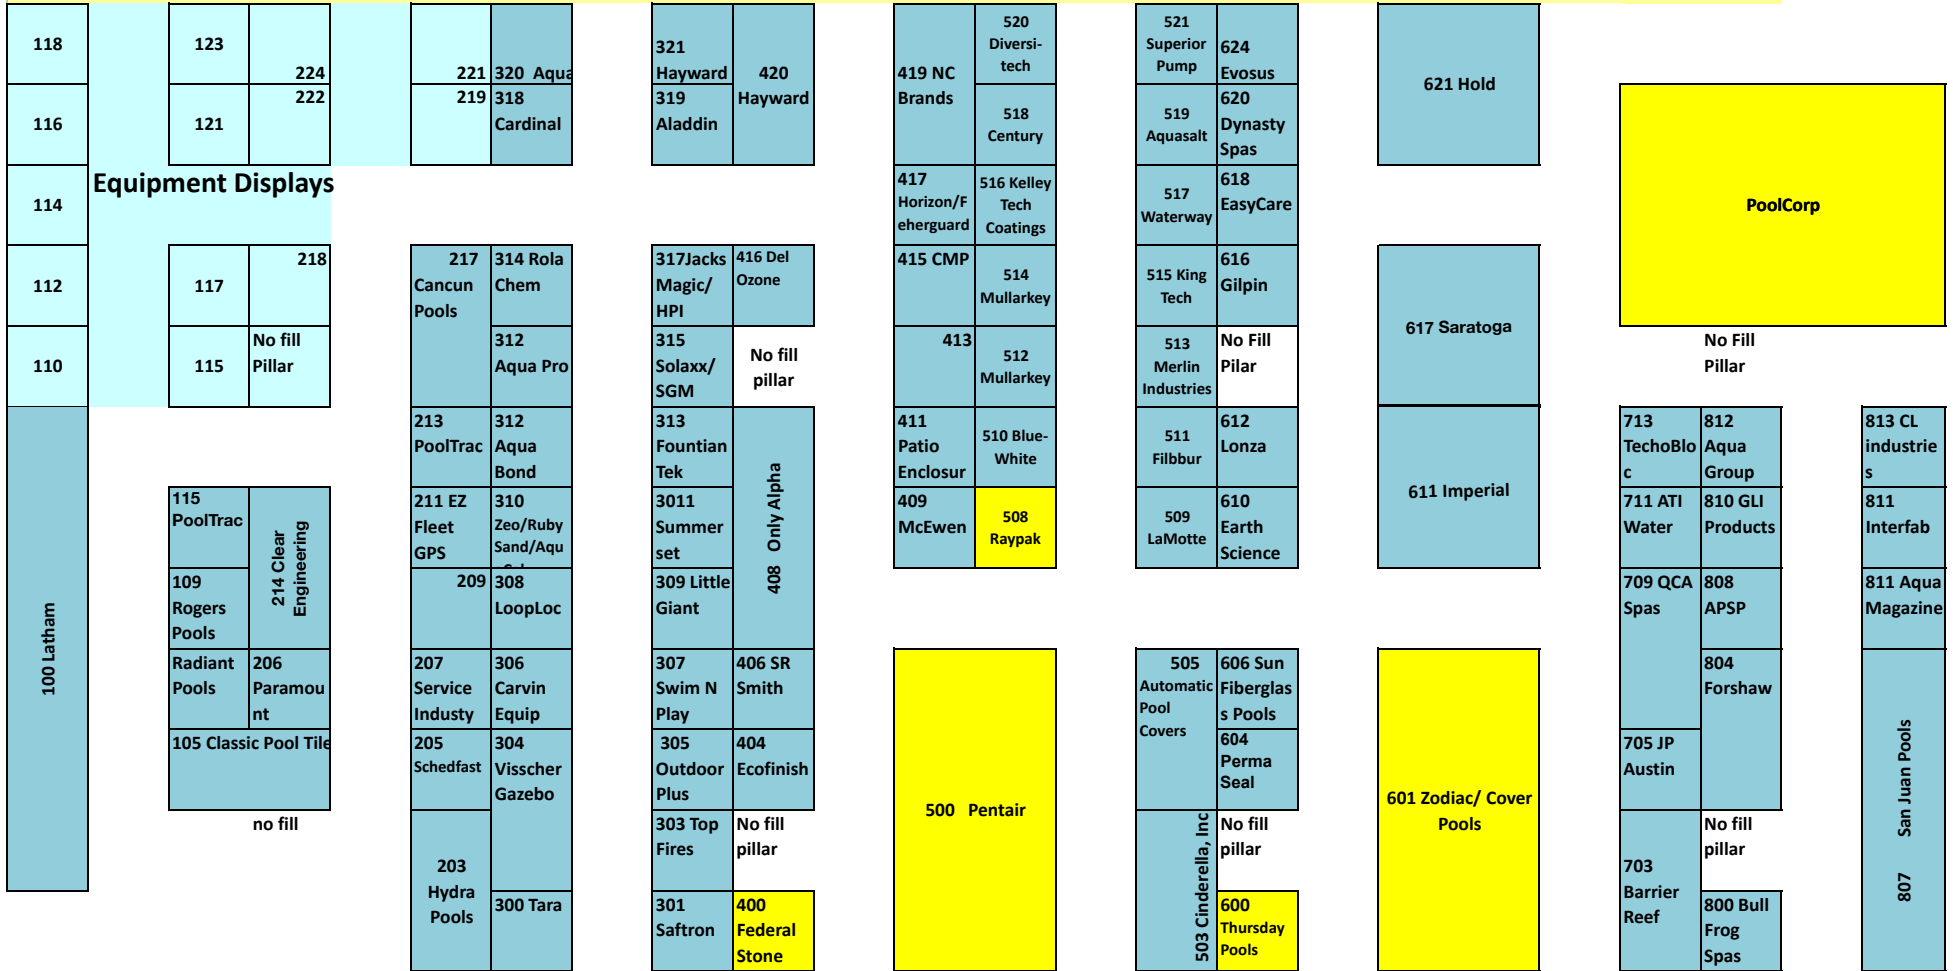 118
123
224
221
320 Aqua
321
Hayward
420
Hayward
419 NC
Brands
520
Diversi-
tech
521
Superior
Pump
624
Evosus
621 Hold
116
121
222
219
318
Cardinal
319
Aladdin
518
Century
519
Aquasalt
620
Dynasty
Spas
PoolCorp
114
Equipment Displays
417
Horizon/F
eherguard
516 Kelley
Tech
Coatings
517
Waterway
618
EasyCare
112
117
218
217
Cancun
Pools
314 Rola
Chem
317Jacks
Magic/
HPI
416 Del
Ozone
415 CMP
514
Mullarkey
515 King
Tech
616
Gilpin
617 Saratoga
110
115
No fill
Pillar
312
Aqua Pro
315
Solaxx/
SGM
No fill
pillar
413
512
Mullarkey
513
Merlin
Industries
No Fill
Pilar
No Fill
Pillar
100 Latham
213
PoolTrac
312
Aqua
Bond
313
Fountian
Tek
408 Only Alpha
411
Patio
Enclosur
510 Blue-
White
511
Filbbur
612
Lonza
611 Imperial
713
TechoBlo
c
812
Aqua
Group
813 CL
industrie
s
115
PoolTrac
214 Clear
Engineering
211 EZ
Fleet
GPS
310
Zeo/Ruby
Sand/Aqu
3011
Summer
set
409
McEwen
508
Raypak
509
LaMotte
610
Earth
Science
711 ATI
Water
810 GLI
Products
811
Interfab
109
Rogers
Pools
209
308
LoopLoc
309 Little
Giant
709 QCA
Spas
808
APSP
811 Aqua
Magazine
Radiant
Pools
206
Paramou
nt
207
Service
Industy
306
Carvin
Equip
307
Swim N
Play
406 SR
Smith
500 Pentair
505
Automatic
Pool
Covers
606 Sun
Fiberglas
s Pools
601 Zodiac/ Cover
Pools
804
Forshaw
807 San Juan Pools
105 Classic Pool Tile
205
Schedfast
304
Visscher
Gazebo
305
Outdoor
Plus
404
Ecofinish
604
Perma
Seal
705 JP
Austin
no fill
203
Hydra
Pools
303 Top
Fires
No fill
pillar
503 Cinderella, Inc
No fill
pillar
703
Barrier
Reef
No fill
pillar
300 Tara
301
Saftron
400
Federal
Stone
600
Thursday
Pools
800 Bull
Frog
Spas